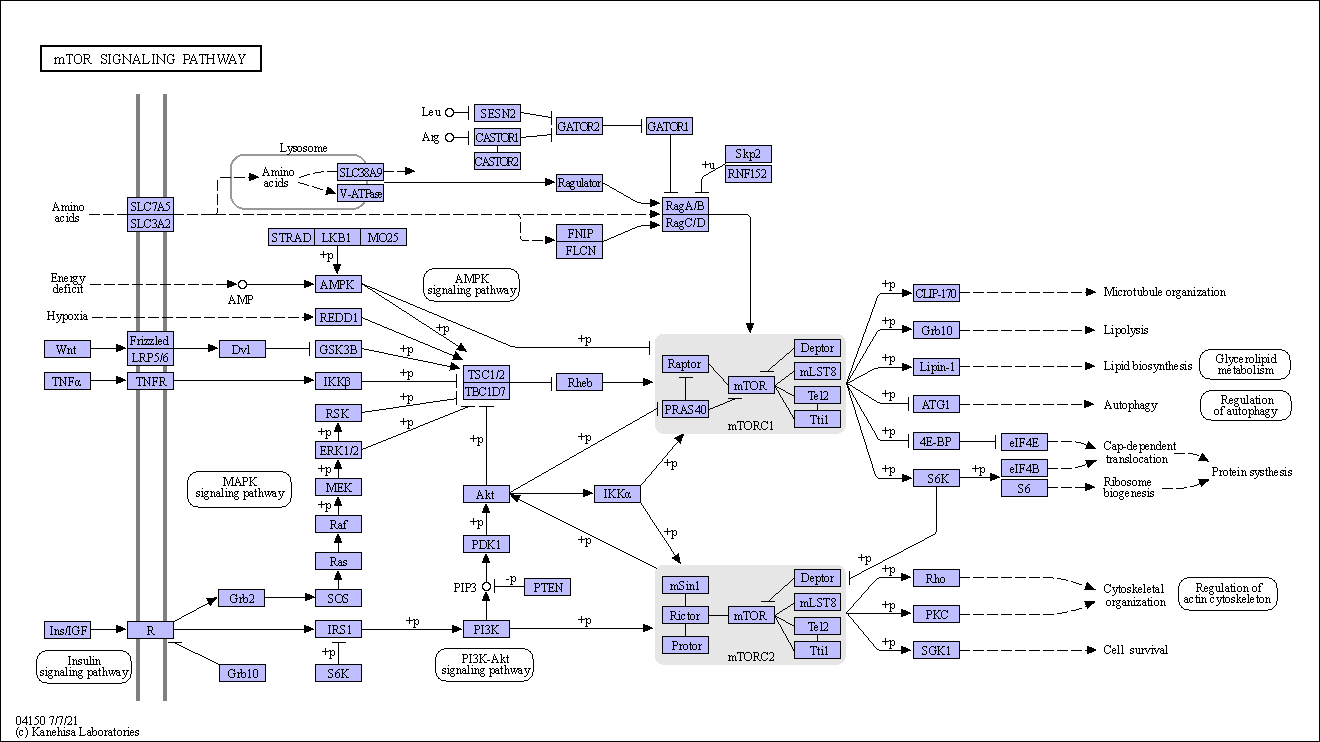 mTOR SIGNALING PATHWAY
Leu
SESN2
GATOR2
GATOR1
Arg
CASTOR1
CASTOR2
Lysosome
Amino
acids
SLC38A9
V-ATPase
Ragulator
+u
Skp2
RNF152
Amino
acids
SLC7A5
SLC3A2
RagA/B
RagC/D
FNIP
FLCN
STRAD
LKB1
MO25
+p
Energy
deficit
AMP
AMPK
AMPK
signaling pathway
Hypoxia
REDD1
+p
Wnt
Frizzled
LRP5/6
Dvl
GSK3B
+p
+p
TNFα
TNFR
IKKβ
+p
TSC1/2
TBC1D7
Rheb
RSK
+p
+p
ERK1/2
+p
+p
MEK
+p
Raf
Ras
MAPK
signaling pathway
Raptor
PRAS40
mTOR
Deptor
mLST8
Tel2
Tti1
mTORC1
+p
CLIP-170
Microtubule organization
+p
Grb10
Lipolysis
+p
Lipin-1
Lipid biosynthesis
Glycerolipid
metabolism
+p
ATG1
Autophagy
Regulation
of autophagy
+p
4E-BP
eIF4E
Cap-dependent
translocation
+p
S6K
+p
eIF4B
S6
Ribosome
biogenesis
Protein systhesis
+p
+p
Akt
IKKα
+p
+p
+p
PDK1
+p
PIP3
-p
PTEN
+p
Ins/IGF
R
Grb2
SOS
IRS1
+p
PI3K
+p
Insulin
signaling pathway
Grb10
+p
S6K
PI3K-Akt
signaling pathway
mSin1
Rictor
Protor
mTOR
Deptor
mLST8
Tel2
Tti1
mTORC2
+p
Rho
+p
PKC
Cytoskeletal
organization
Regulation of
actin cytoskeleton
+p
SGK1
Cell survival
04150 7/7/21
(c) Kanehisa Laboratories